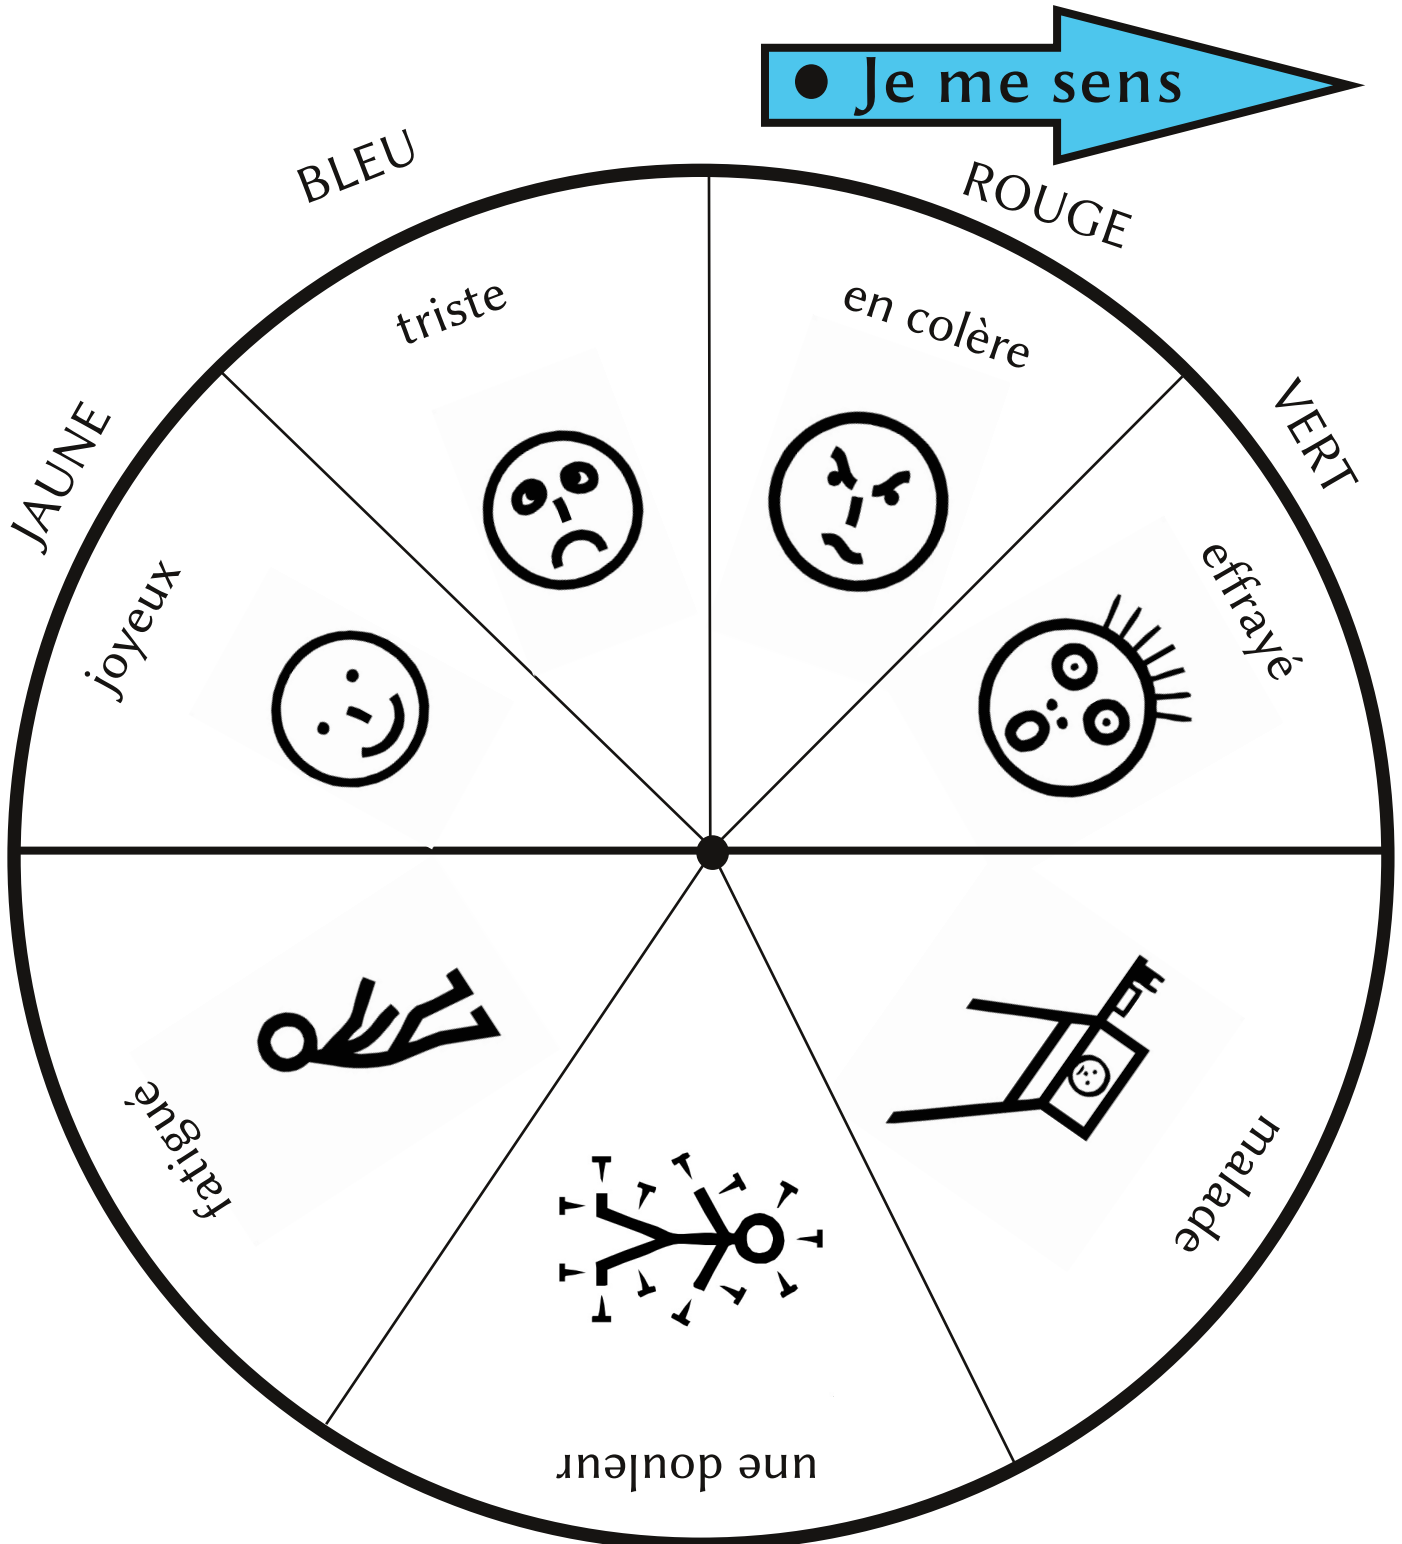 Je me sens
BLEU
ROUGE
JAUNE
VERT
triste
en colère
joyeux
effrayé
fatigué
malade
une douleur